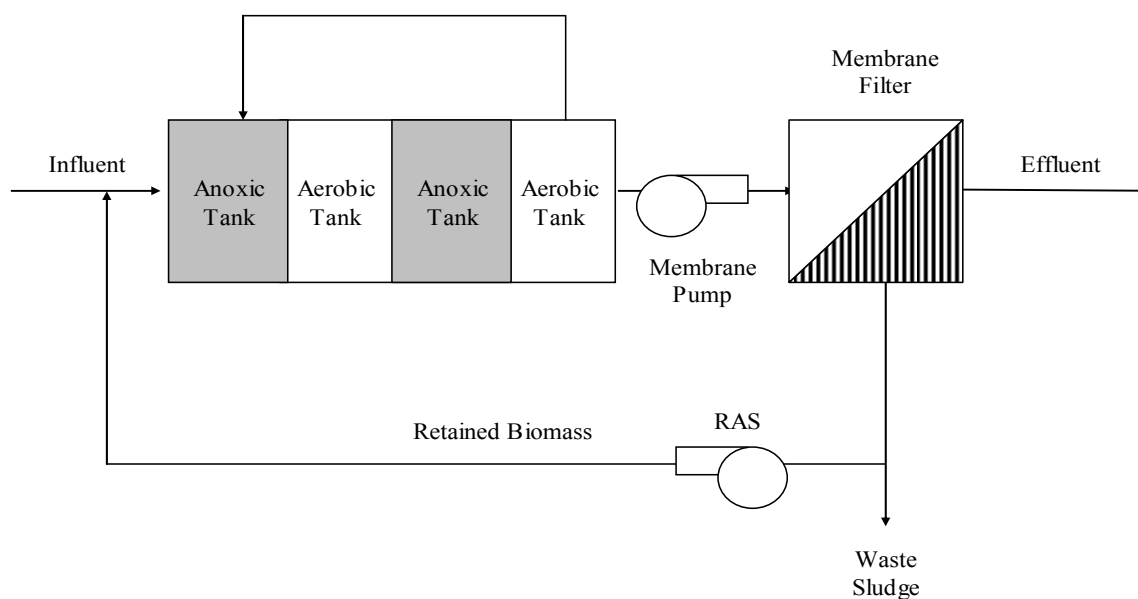 Membrane
Filter
Influent
Anoxic
Tank
Aerobic
Tank
Anoxic
Tank
Aerobic
Tank
Effluent
Membrane
Pump
Retained Biomass
RAS
Waste
Sludge